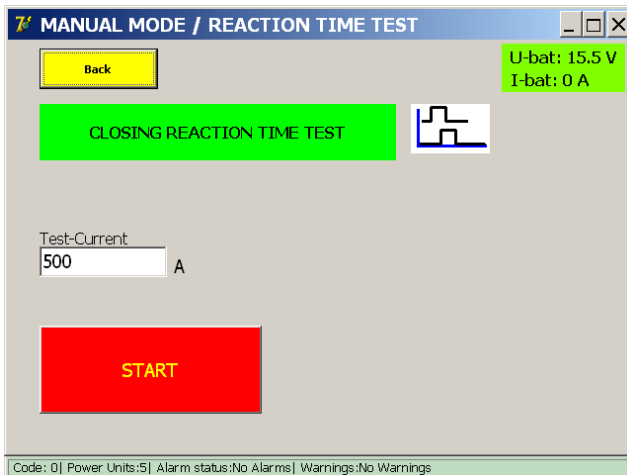 MANUAL MODE / REACTION TIME TEST
Back
U-bat: 15.5 V
I-bat: 0 A
CLOSING REACTION TIME TEST
Test-Current
500 A
START
Code: 0| Power Units:5| Alarm status:No Alarms| Warnings:No Warnings